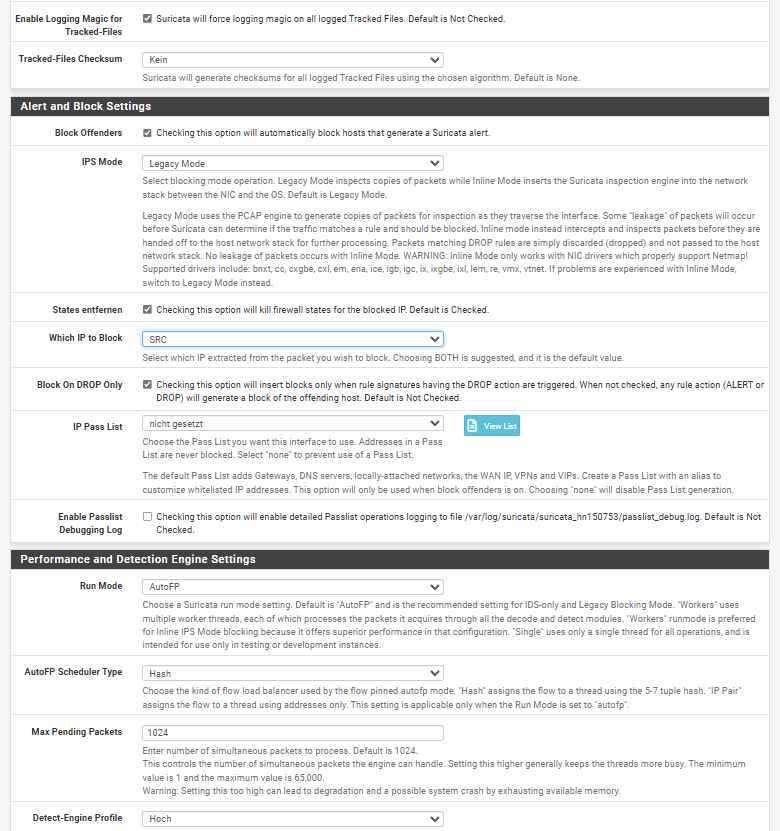 Enable Logging Magic for
Tracked-Files
Suricata will force logging magic on all logged Tracked Files. Default is Not Checked.
Tracked-Files Checksum
Kein
Suricata will generate checksums for all logged Tracked Files using the chosen algorithm. Default is None.
Alert and Block Settings
Block Offenders
Checking this option will automatically block hosts that generate a Suricata alert.
IPS Mode
Legacy Mode
Select blocking mode operation. Legacy Mode inspects copies of packets while Inline Mode inserts the Suricata inspection engine into the network
stack between the NIC and the OS. Default is Legacy Mode.
Legacy Mode uses the PCAP engine to generate copies of packets for inspection as they traverse the interface. Some "leakage" of packets will occur
before Suricata can determine if the traffic matches a rule and should be blocked. Inline mode instead intercepts and inspects packets before they are
handed off to the host network stack for further processing. Packets matching DROP rules are simply discarded (dropped) and not passed to the host
network stack. No leakage of packets occurs with Inline Mode. WARNING: Inline Mode only works with NIC drivers which properly support Netmap!
Supported drivers include: bnxt, cc, cxgbe, cxl, em, ena, ice, igb, igc, ix, ixgbe, ixl, lem, re, vmx, vtnet. If problems are experienced with Inline Mode,
switch to Legacy Mode instead.
States entfernen
Checking this option will kill firewall states for the blocked IP. Default is Checked.
Which IP to Block
SRC
Select which IP extracted from the packet you wish to block. Choosing BOTH is suggested, and it is the default value.
Block On DROP Only
Checking this option will insert blocks only when rule signatures having the DROP action are triggered. When not checked, any rule action (ALERT or
DROP) will generate a block of the offending host. Default is Not Checked.
IP Pass List
nicht gesetzt
View List
Choose the Pass List you want this interface to use. Addresses in a Pass
List are never blocked. Select "none" to prevent use of a Pass List.
The default Pass List adds Gateways, DNS servers, locally-attached networks, the WAN IP, VPNs and VIPs. Create a Pass List with an alias to
customize whitelisted IP addresses. This option will only be used when block offenders is on. Choosing "none" will disable Pass List generation.
Enable Passlist
Debugging Log
Checking this option will enable detailed Passlist operations logging to file /var/log/suricata/suricata_hn150753/passlist_debug.log. Default is Not
Checked.
Performance and Detection Engine Settings
Run Mode
AutoFP
Choose a Suricata run mode setting. Default is "AutoFP" and is the recommended setting for IDS-only and Legacy Blocking Mode. "Workers" uses
multiple worker threads, each of which processes the packets it acquires through all the decode and detect modules. "Workers" runmode is preferred
for Inline IPS Mode blocking because it offers superior performance in that configuration. "Single" uses only a single thread for all operations, and is
intended for use only in testing or development instances.
AutoFP Scheduler Type
Hash
Choose the kind of flow load balancer used by the flow pinned autofp mode. "Hash" assigns the flow to a thread using the 5-7 tuple hash. "IP Pair"
assigns the flow to a thread using addresses only. This setting is applicable only when the Run Mode is set to "autofp".
Max Pending Packets
1024
Enter number of simultaneous packets to process. Default is 1024.
This controls the number of simultaneous packets the engine can handle. Setting this higher generally keeps the threads more busy. The minimum
value is 1 and the maximum value is 65,000.
Warning: Setting this too high can lead to degradation and a possible system crash by exhausting available memory.
Detect-Engine Profile
Hoch